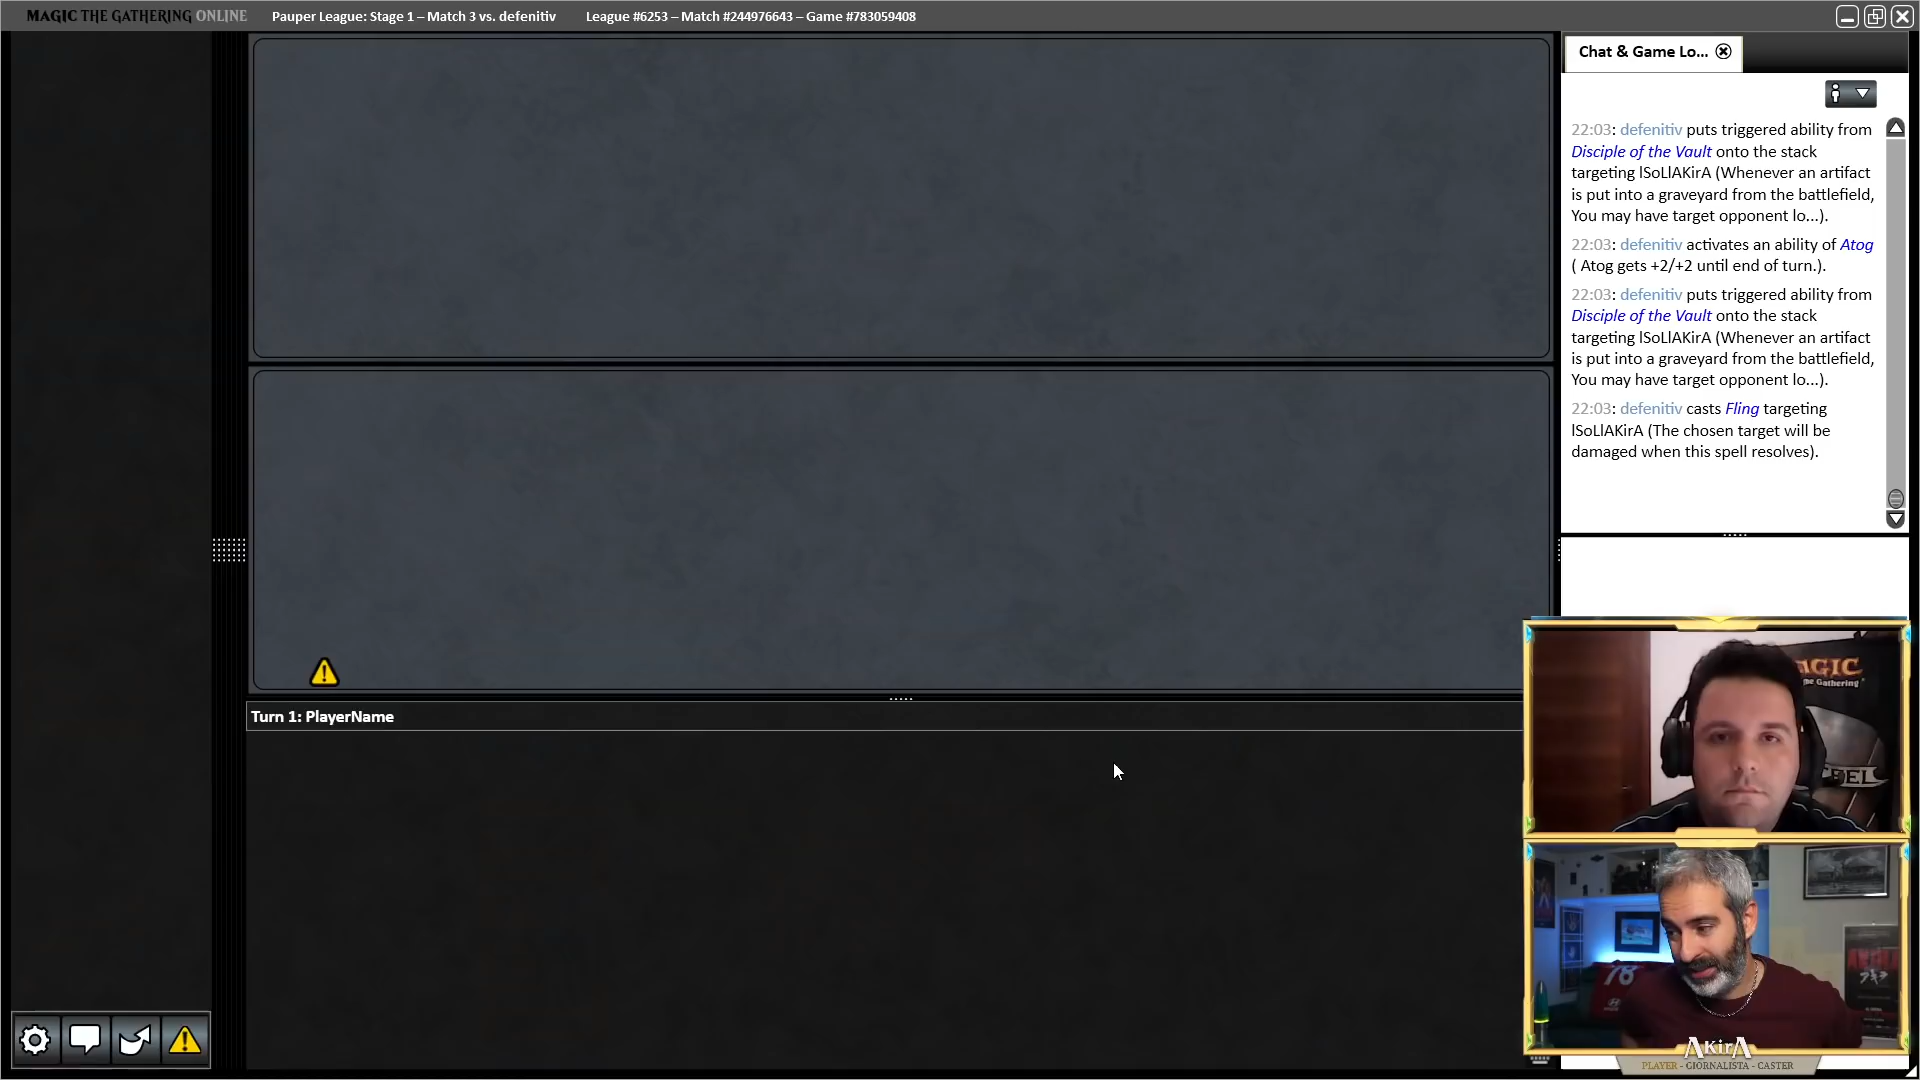 MAGIC THE GATHERING ONLINE
Pauper League: Stage 1 – Match 3 vs. defenitiv
League #6253 – Match #244976643 – Game #783059408
Chat & Game Lo...
22:03: defenitiv puts triggered ability from
Disciple of the Vault onto the stack
targeting lSoLlAKirA (Whenever an artifact
is put into a graveyard from the battlefield,
You may have target opponent lo...).
22:03: defenitiv activates an ability of Atog
( Atog gets +2/+2 until end of turn.).
22:03: defenitiv puts triggered ability from
Disciple of the Vault onto the stack
targeting lSoLlAKirA (Whenever an artifact
is put into a graveyard from the battlefield,
You may have target opponent lo...).
22:03: defenitiv casts Fling targeting
lSoLlAKirA (The chosen target will be
damaged when this spell resolves).
Turn 1: PlayerName
AGIC
he Gathering
78
AKirA
PLAYER - GIORNALISTA - CASTER